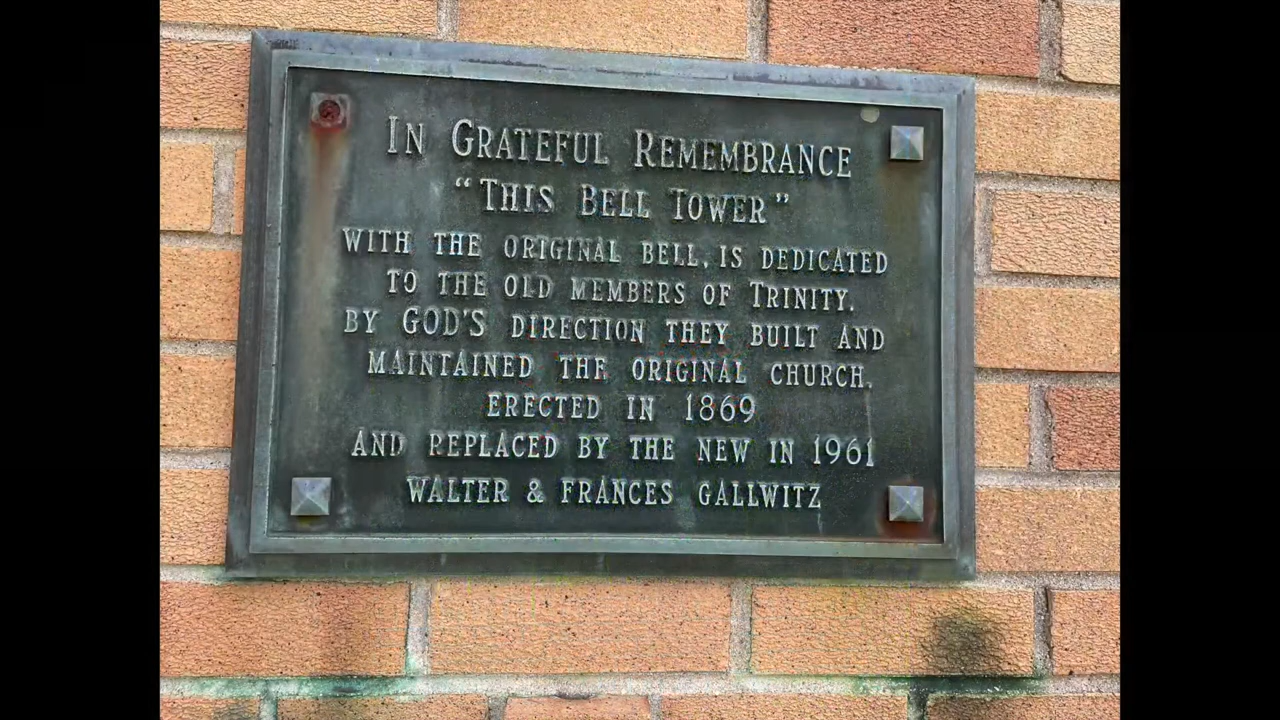 In Grateful Remembrance
"This Bell Tower"
with the original bell, is dedicated
to the old members of Trinity.
By GOD'S direction they built and
maintained the original church.
Erected in 1869
and replaced by the new in 1961
Walter & Frances Gallwitz